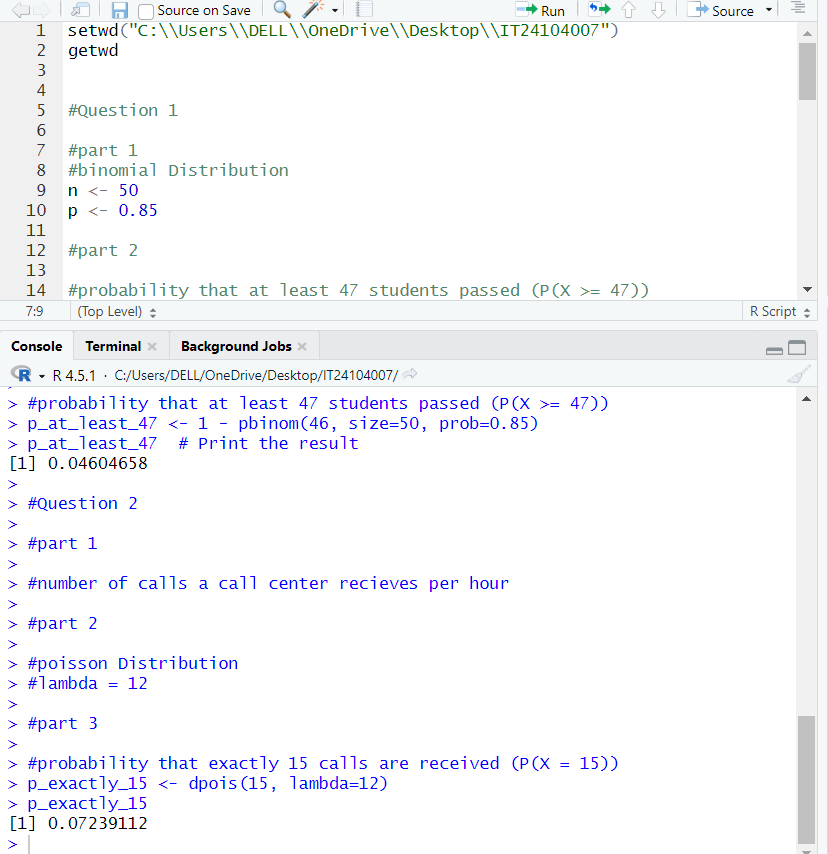 Source on Save Run Source
1 setwd("C:\\Users\\DELL\\OneDrive\\Desktop\\IT24104007")
2 getwd
3
4
5 #Question 1
6
7 #part 1
8 #binomial Distribution
9 n <- 50
10 p <- 0.85
11
12 #part 2
13
14 #probability that at least 47 students passed (P(X >= 47))
7:9 (Top Level) R Script
Console Terminal Background Jobs
R R 4.5.1 · C:/Users/DELL/OneDrive/Desktop/IT24104007/
> #probability that at least 47 students passed (P(X >= 47))
> p_at_least_47 <- 1 - pbinom(46, size=50, prob=0.85)
> p_at_least_47  # Print the result
[1] 0.04604658
>
> #Question 2
>
> #part 1
>
> #number of calls a call center recieves per hour
>
> #part 2
>
> #poisson Distribution
> #lambda = 12
>
> #part 3
>
> #probability that exactly 15 calls are received (P(X = 15))
> p_exactly_15 <- dpois(15, lambda=12)
> p_exactly_15
[1] 0.07239112
>